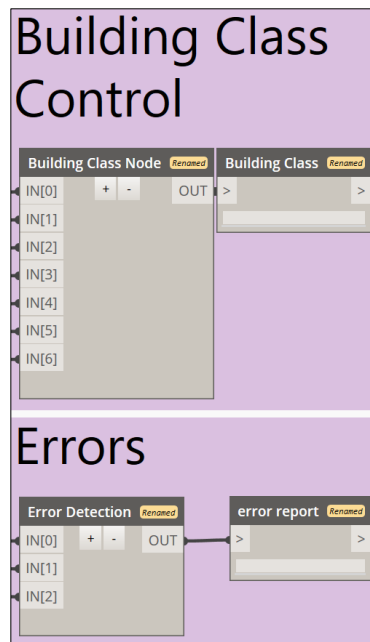 Building Class
Control
Building Class Node Renamed
Building Class Renamed
IN[0] + - OUT > >
IN[1]
IN[2]
IN[3]
IN[4]
IN[5]
IN[6]
Errors
Error Detection Renamed
error report Renamed
IN[0] + - OUT > >
IN[1]
IN[2]